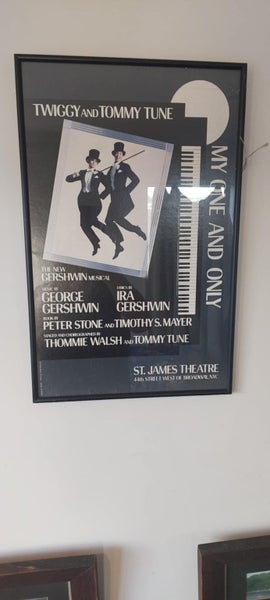 TWIGGY AND TOMMY TUNE
MY ONE AND ONLY
THE NEW
GERSHWIN MUSICAL
MUSIC BY
GEORGE
GERSHWIN
LYRICS BY
IRA
GERSHWIN
BOOK BY
PETER STONE AND TIMOTHY S. MAYER
STAGED AND CHOREOGRAPHED BY
THOMMIE WALSH AND TOMMY TUNE
ST. JAMES THEATRE
44th STREET WEST OF BROADWAY, NYC